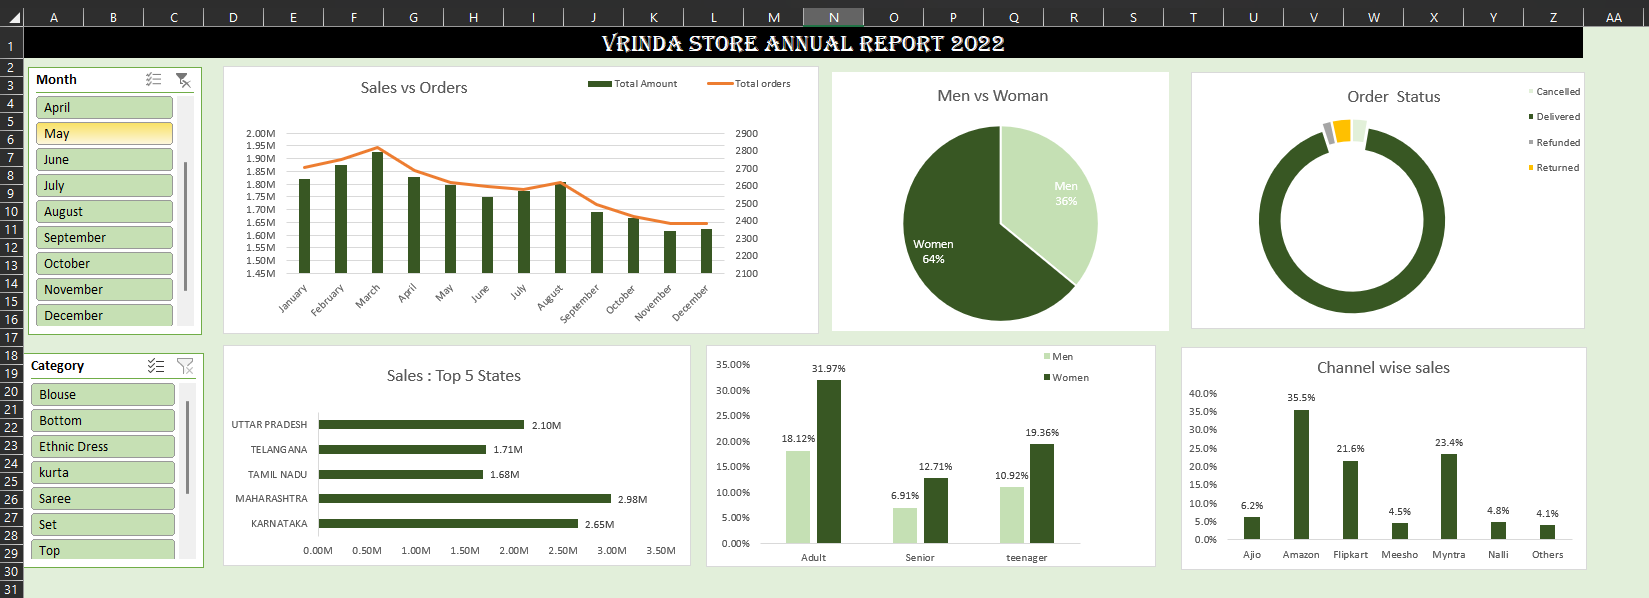 A B C D E F G H I J K L M N O P Q R S T U V W X Y Z AA
1
2
3
4
5
6
7
8
9
10
11
12
13
14
15
16
17
18
19
20
21
22
23
24
25
26
27
28
29
30
31
VRINDA STORE ANNUAL REPORT 2022
Month
April
May
June
July
August
September
October
November
December
Sales vs Orders
Total Amount
Total orders
2.00M
1.95M
1.90M
1.85M
1.80M
1.75M
1.70M
1.65M
1.60M
1.55M
1.50M
1.45M
2900
2800
2700
2600
2500
2400
2300
2200
2100
January
February
March
April
May
June
July
August
September
October
November
December
Men vs Woman
Men
36%
Women
64%
Order Status
Cancelled
Delivered
Refunded
Returned
Category
Blouse
Bottom
Ethnic Dress
kurta
Saree
Set
Top
Sales : Top 5 States
UTTAR PRADESH 2.10M
TELANGANA 1.71M
TAMIL NADU 1.68M
MAHARASHTRA 2.98M
KARNATAKA 2.65M
0.00M 0.50M 1.00M 1.50M 2.00M 2.50M 3.00M 3.50M
Men
Women
35.00%
30.00%
25.00%
20.00%
15.00%
10.00%
5.00%
0.00%
18.12% 31.97%
6.91% 12.71%
10.92% 19.36%
Adult Senior teenager
Channel wise sales
40.0%
35.0%
30.0%
25.0%
20.0%
15.0%
10.0%
5.0%
0.0%
6.2% 35.5% 21.6% 4.5% 23.4% 4.8% 4.1%
Ajio Amazon Flipkart Meesho Myntra Nalli Others